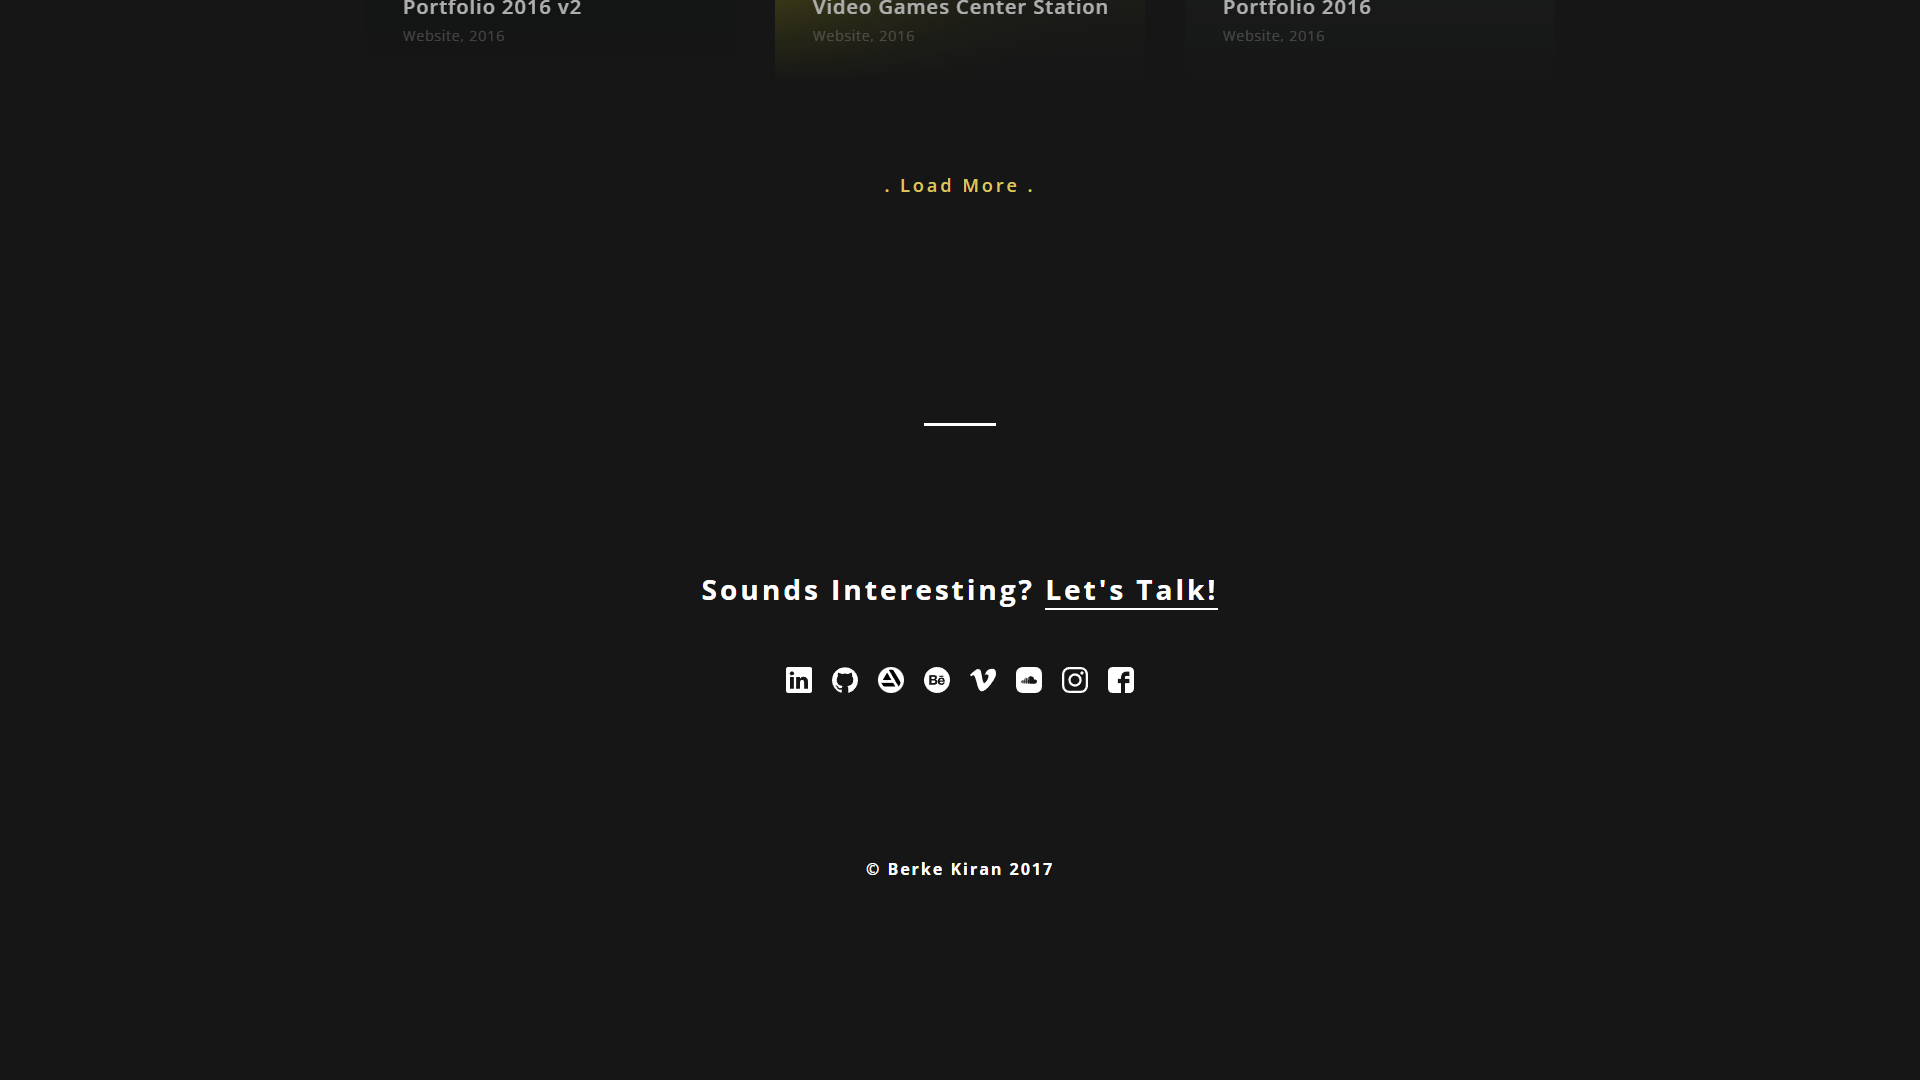 Portfolio 2016 v2
Website, 2016
Video Games Center Station
Website, 2016
Portfolio 2016
Website, 2016
. Load More .
Sounds Interesting? Let's Talk!
© Berke Kiran 2017